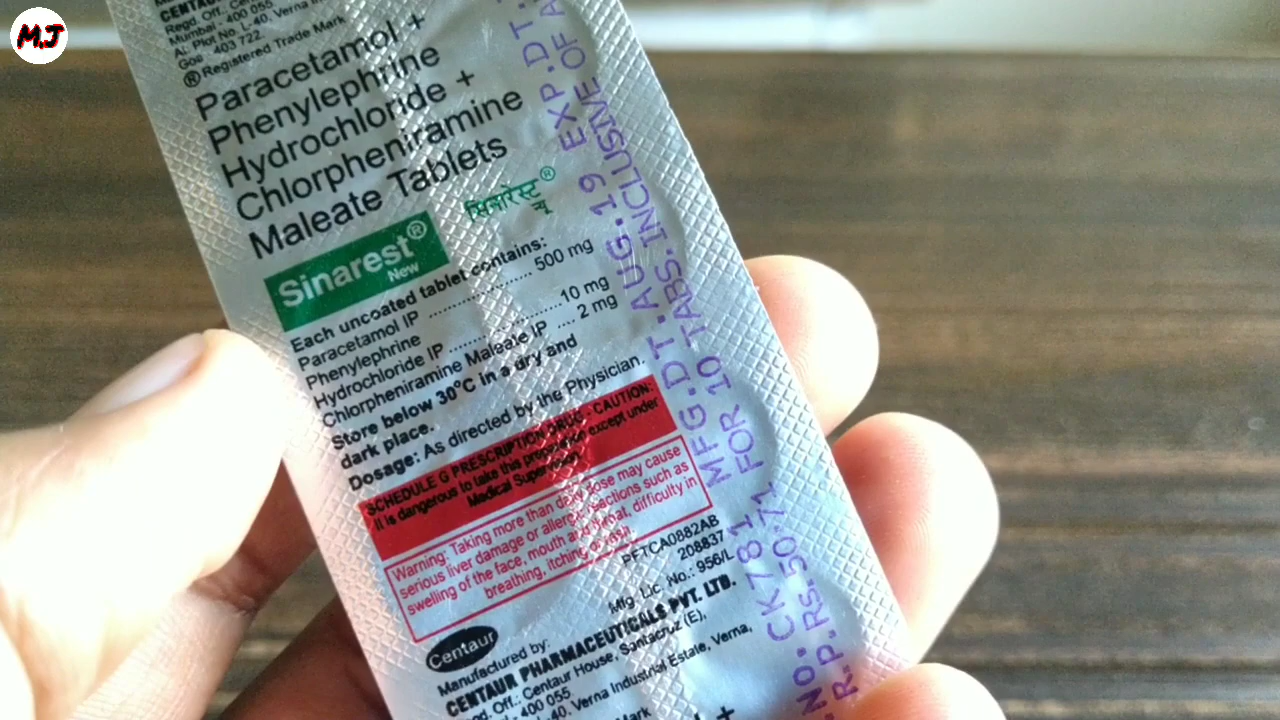 M.J
CENTAUR
Regd. Off.: Centaur
Mumbai - 400 055.
At: Plot No. L-40, Verna Indust
Goa - 403 722.
® Registered Trade Mark
Paracetamol +
Phenylephrine
Hydrochloride +
Chlorpheniramine
Maleate Tablets
Sinarest®
New
सिनारेस्ट®
न्यू
Each uncoated tablet contains:
Paracetamol IP ................ 500 mg
Phenylephrine
Hydrochloride IP ................ 10 mg
Chlorpheniramine Maleate IP .... 2 mg
Store below 30°C in a dry and
dark place.
Dosage: As directed by the Physician.
SCHEDULE G PRESCRIPTION DRUG - CAUTION:
It is dangerous to take this preparation except under
Medical Supervision
Warning: Taking more than daily dose may cause
serious liver damage or allergic reactions such as
swelling of the face, mouth and throat, difficulty in
breathing, itching or rash.
PFTCA0882AB
208837
Mfg. Lic. No.: 956/L
Centaur
Manufactured by:
CENTAUR PHARMACEUTICALS PVT. LTD.
Regd. Off.: Centaur House, Santacruz (E),
- 400 055.
L-40, Verna Industrial Estate, Verna,
Mark
+
.NO. CK781 MFG.DT. AUG.19 EXP.DT.
R.P. Rs.50.71 FOR 10 TABS. INCLUSIVE OF A